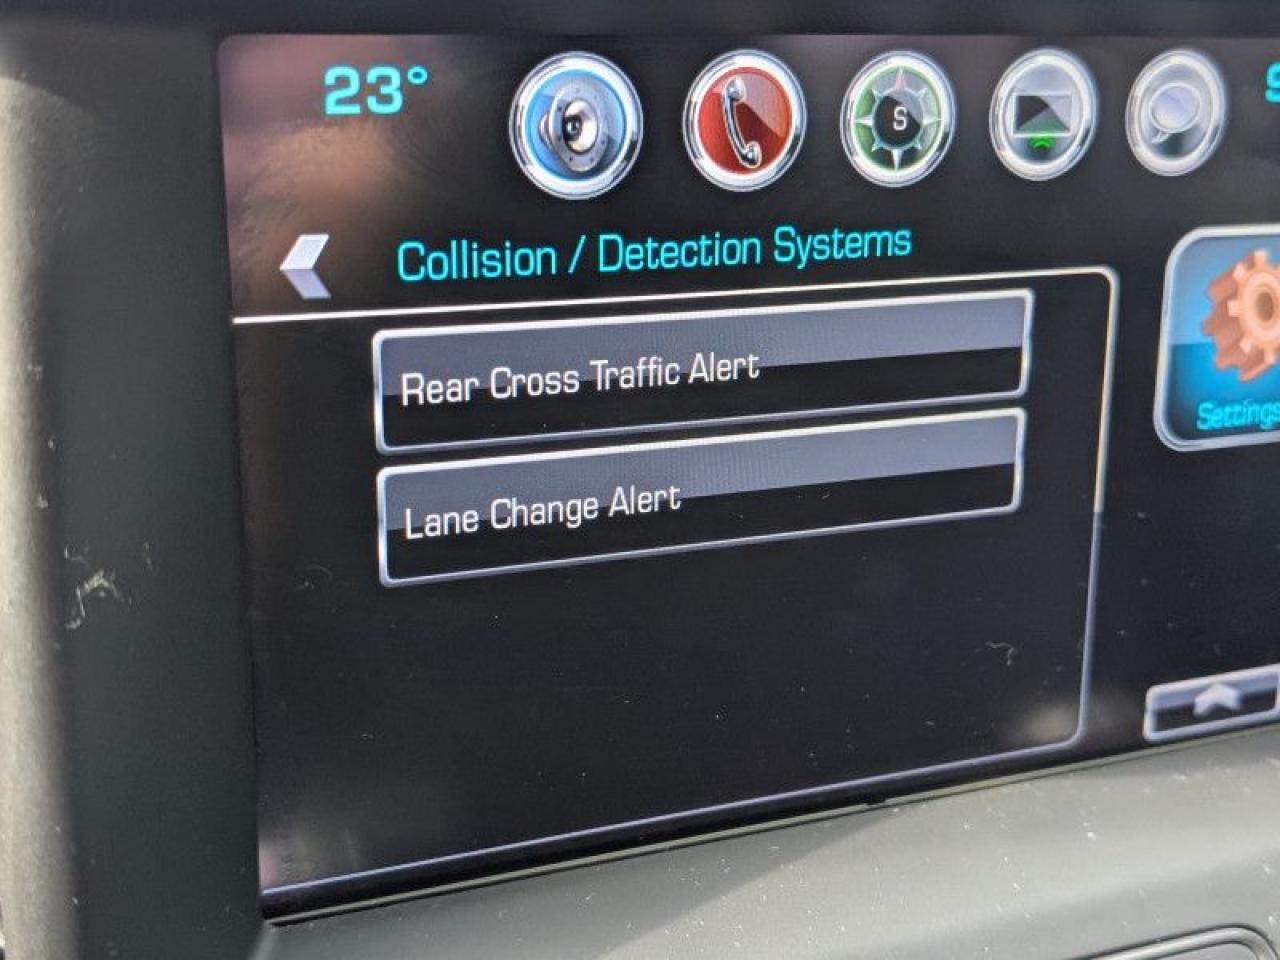 23°
S
Collision / Detection Systems
Rear Cross Traffic Alert
Lane Change Alert
Settings